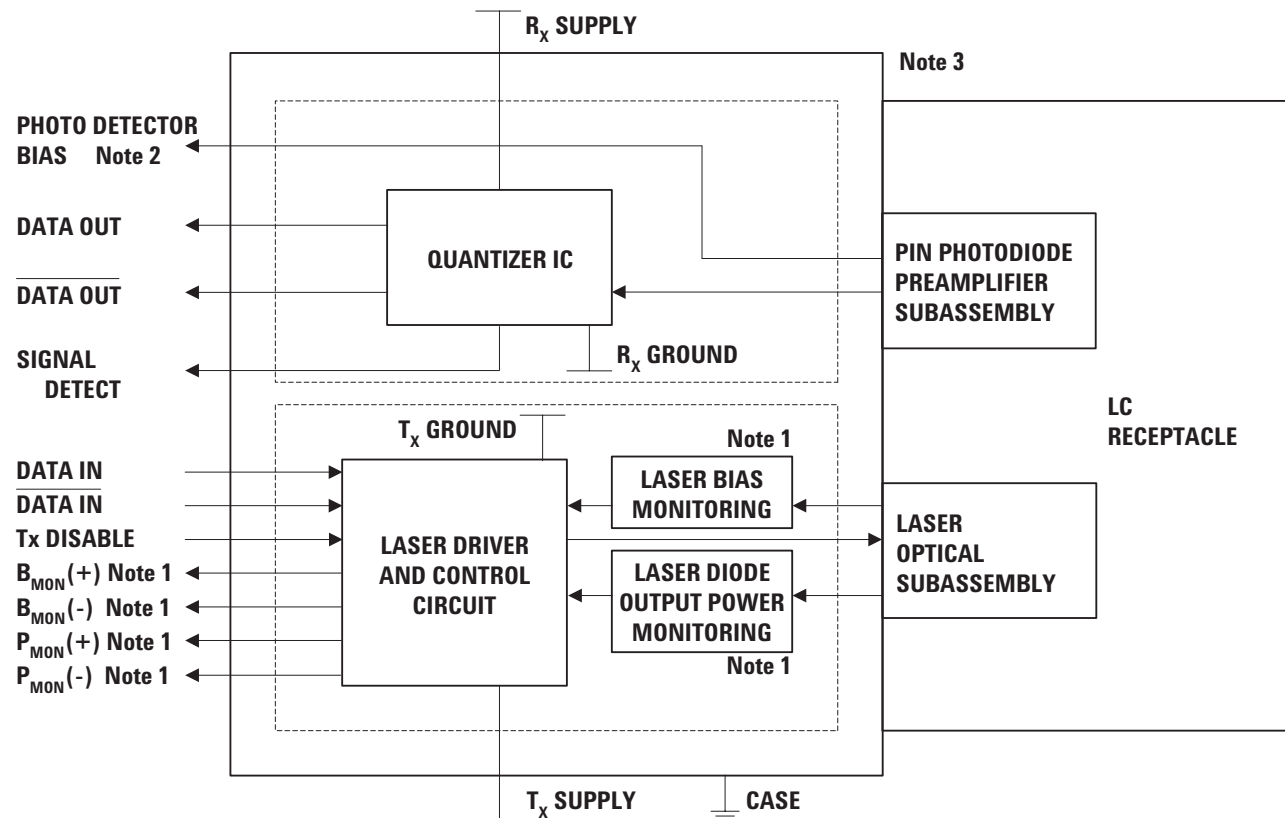 R_X SUPPLY
Note 3
PHOTO DETECTOR
BIAS Note 2
DATA OUT
DATA OUT
SIGNAL
DETECT
QUANTIZER IC
R_X GROUND
PIN PHOTODIODE
PREAMPLIFIER
SUBASSEMBLY
LC
RECEPTACLE
T_X GROUND
Note 1
DATA IN
DATA IN
Tx DISABLE
B_MON(+) Note 1
B_MON(-) Note 1
P_MON(+) Note 1
P_MON(-) Note 1
LASER DRIVER
AND CONTROL
CIRCUIT
LASER BIAS
MONITORING
LASER DIODE
OUTPUT POWER
MONITORING
Note 1
LASER
OPTICAL
SUBASSEMBLY
T_X SUPPLY
CASE